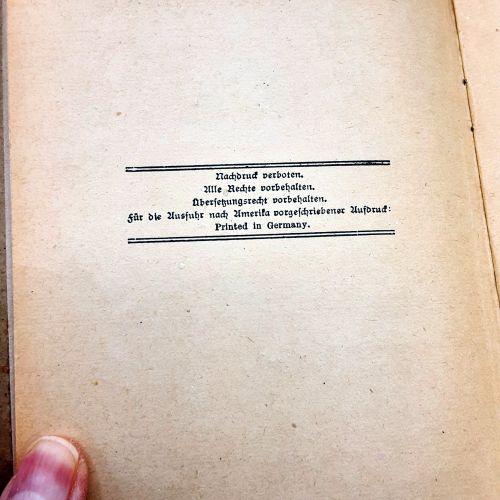 Nachdruck verboten.
Alle Rechte vorbehalten.
Übersetzungsrecht vorbehalten.
Für die Ausfuhr nach Amerika vorgeschriebener Aufdruck:
Printed in Germany.